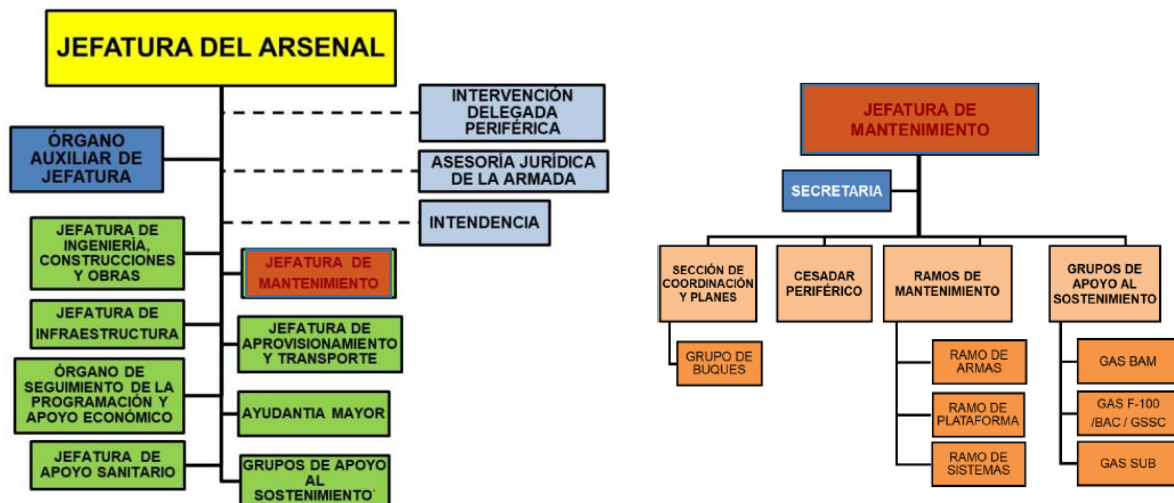 JEFATURA DEL ARSENAL
INTERVENCIÓN
DELEGADA
PERIFÉRICA
ÓRGANO
AUXILIAR DE
JEFATURA
ASESORÍA JURÍDICA
DE LA ARMADA
INTENDENCIA
JEFATURA DE
INGENIERÍA,
CONSTRUCCIONES
Y OBRAS
JEFATURA DE
MANTENIMIENTO
JEFATURA DE
INFRAESTRUCTURA
JEFATURA DE
APROVISIONAMIENTO
Y TRANSPORTE
ÓRGANO DE
SEGUIMIENTO DE LA
PROGRAMACIÓN Y
APOYO ECONÓMICO
AYUDANTIA MAYOR
JEFATURA DE
APOYO SANITARIO
GRUPOS DE APOYO
AL
SOSTENIMIENTO
JEFATURA DE
MANTENIMIENTO
SECRETARIA
SECCIÓN DE
COORDINACIÓN
Y PLANES
CESADAR
PERIFÉRICO
RAMOS DE
MANTENIMIENTO
GRUPOS DE
APOYO AL
SOSTENIMIENTO
GRUPO DE
BUQUES
RAMO DE
ARMAS
RAMO DE
PLATAFORMA
RAMO DE
SISTEMAS
GAS BAM
GAS F-100
/BAC / GSSC
GAS SUB